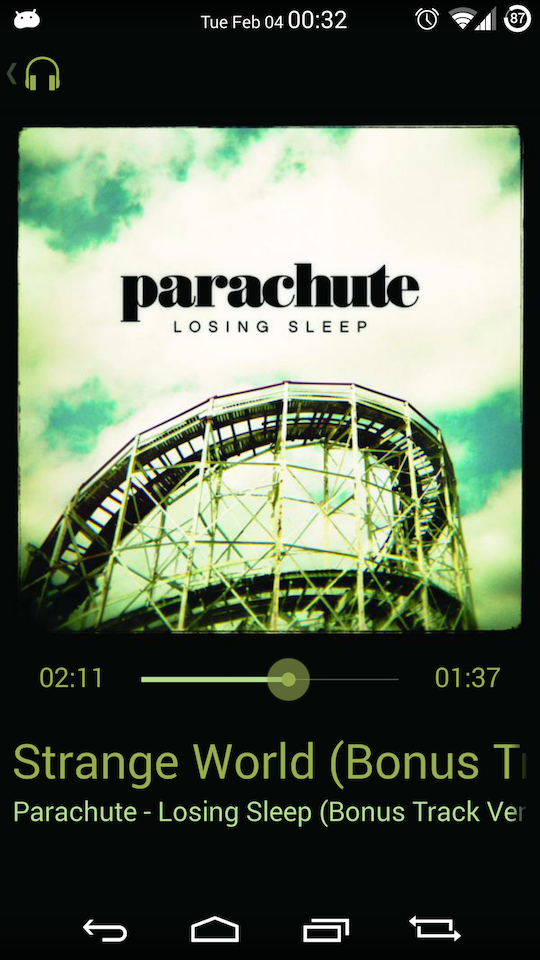 Tue Feb 04 00:32
87
parachute
LOSING SLEEP
02:11
01:37
Strange World (Bonus Tr
Parachute - Losing Sleep (Bonus Track Ver